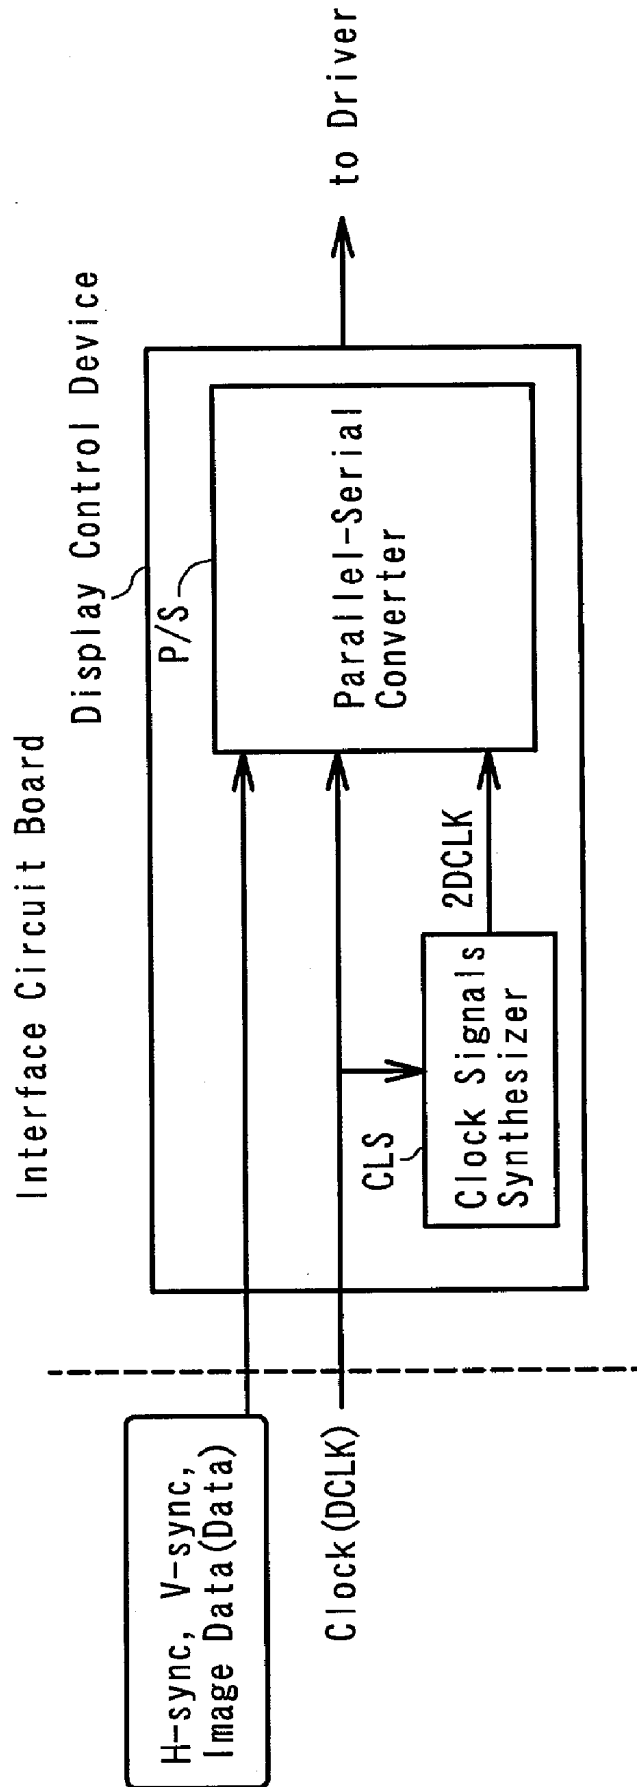 Interface Circuit Board
Display Control Device
H-sync, V-sync,
Image Data(Data)
Clock(DCLK)
CLS
Clock Signals
Synthesizer
2DCLK
P/S
Parallel-Serial
Converter
to Driver